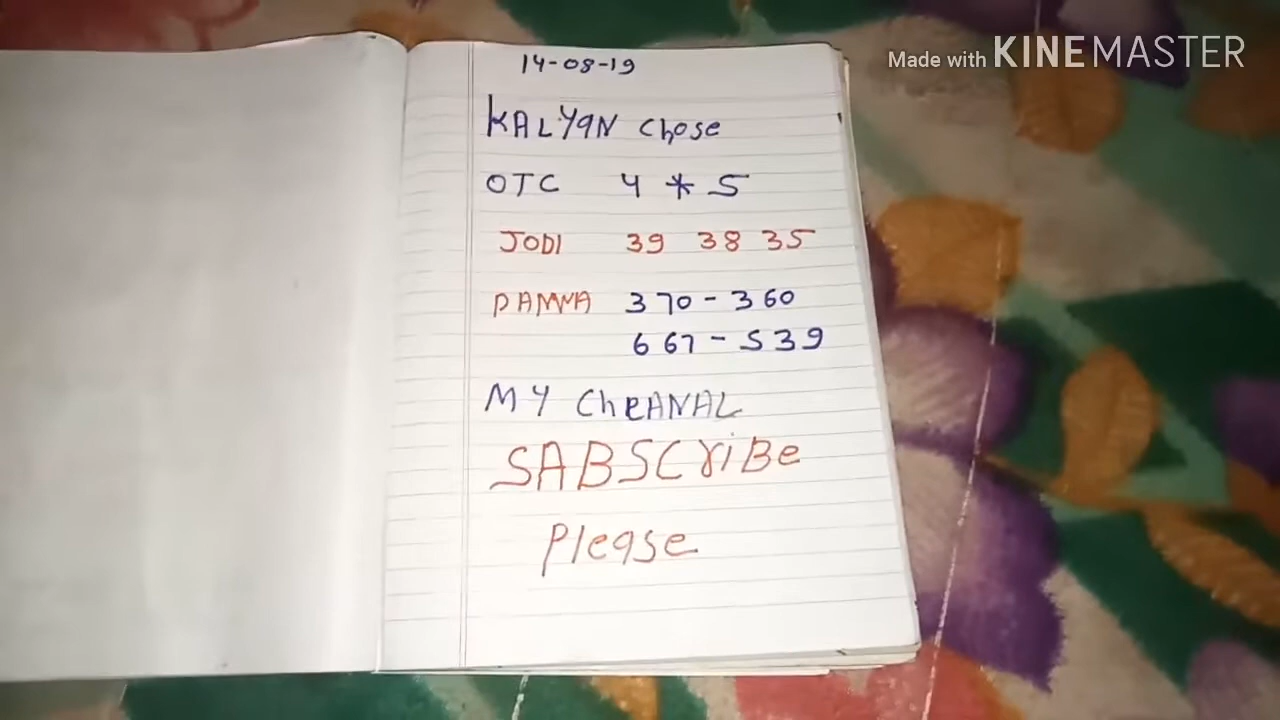 Made with KINEMASTER
14-08-19
KALYAN Chose
OTC 4 * 5
JODI 39 38 35
PANNA 370 - 360
667 - 539
MY ChEANAL
SABSCriBe
Please